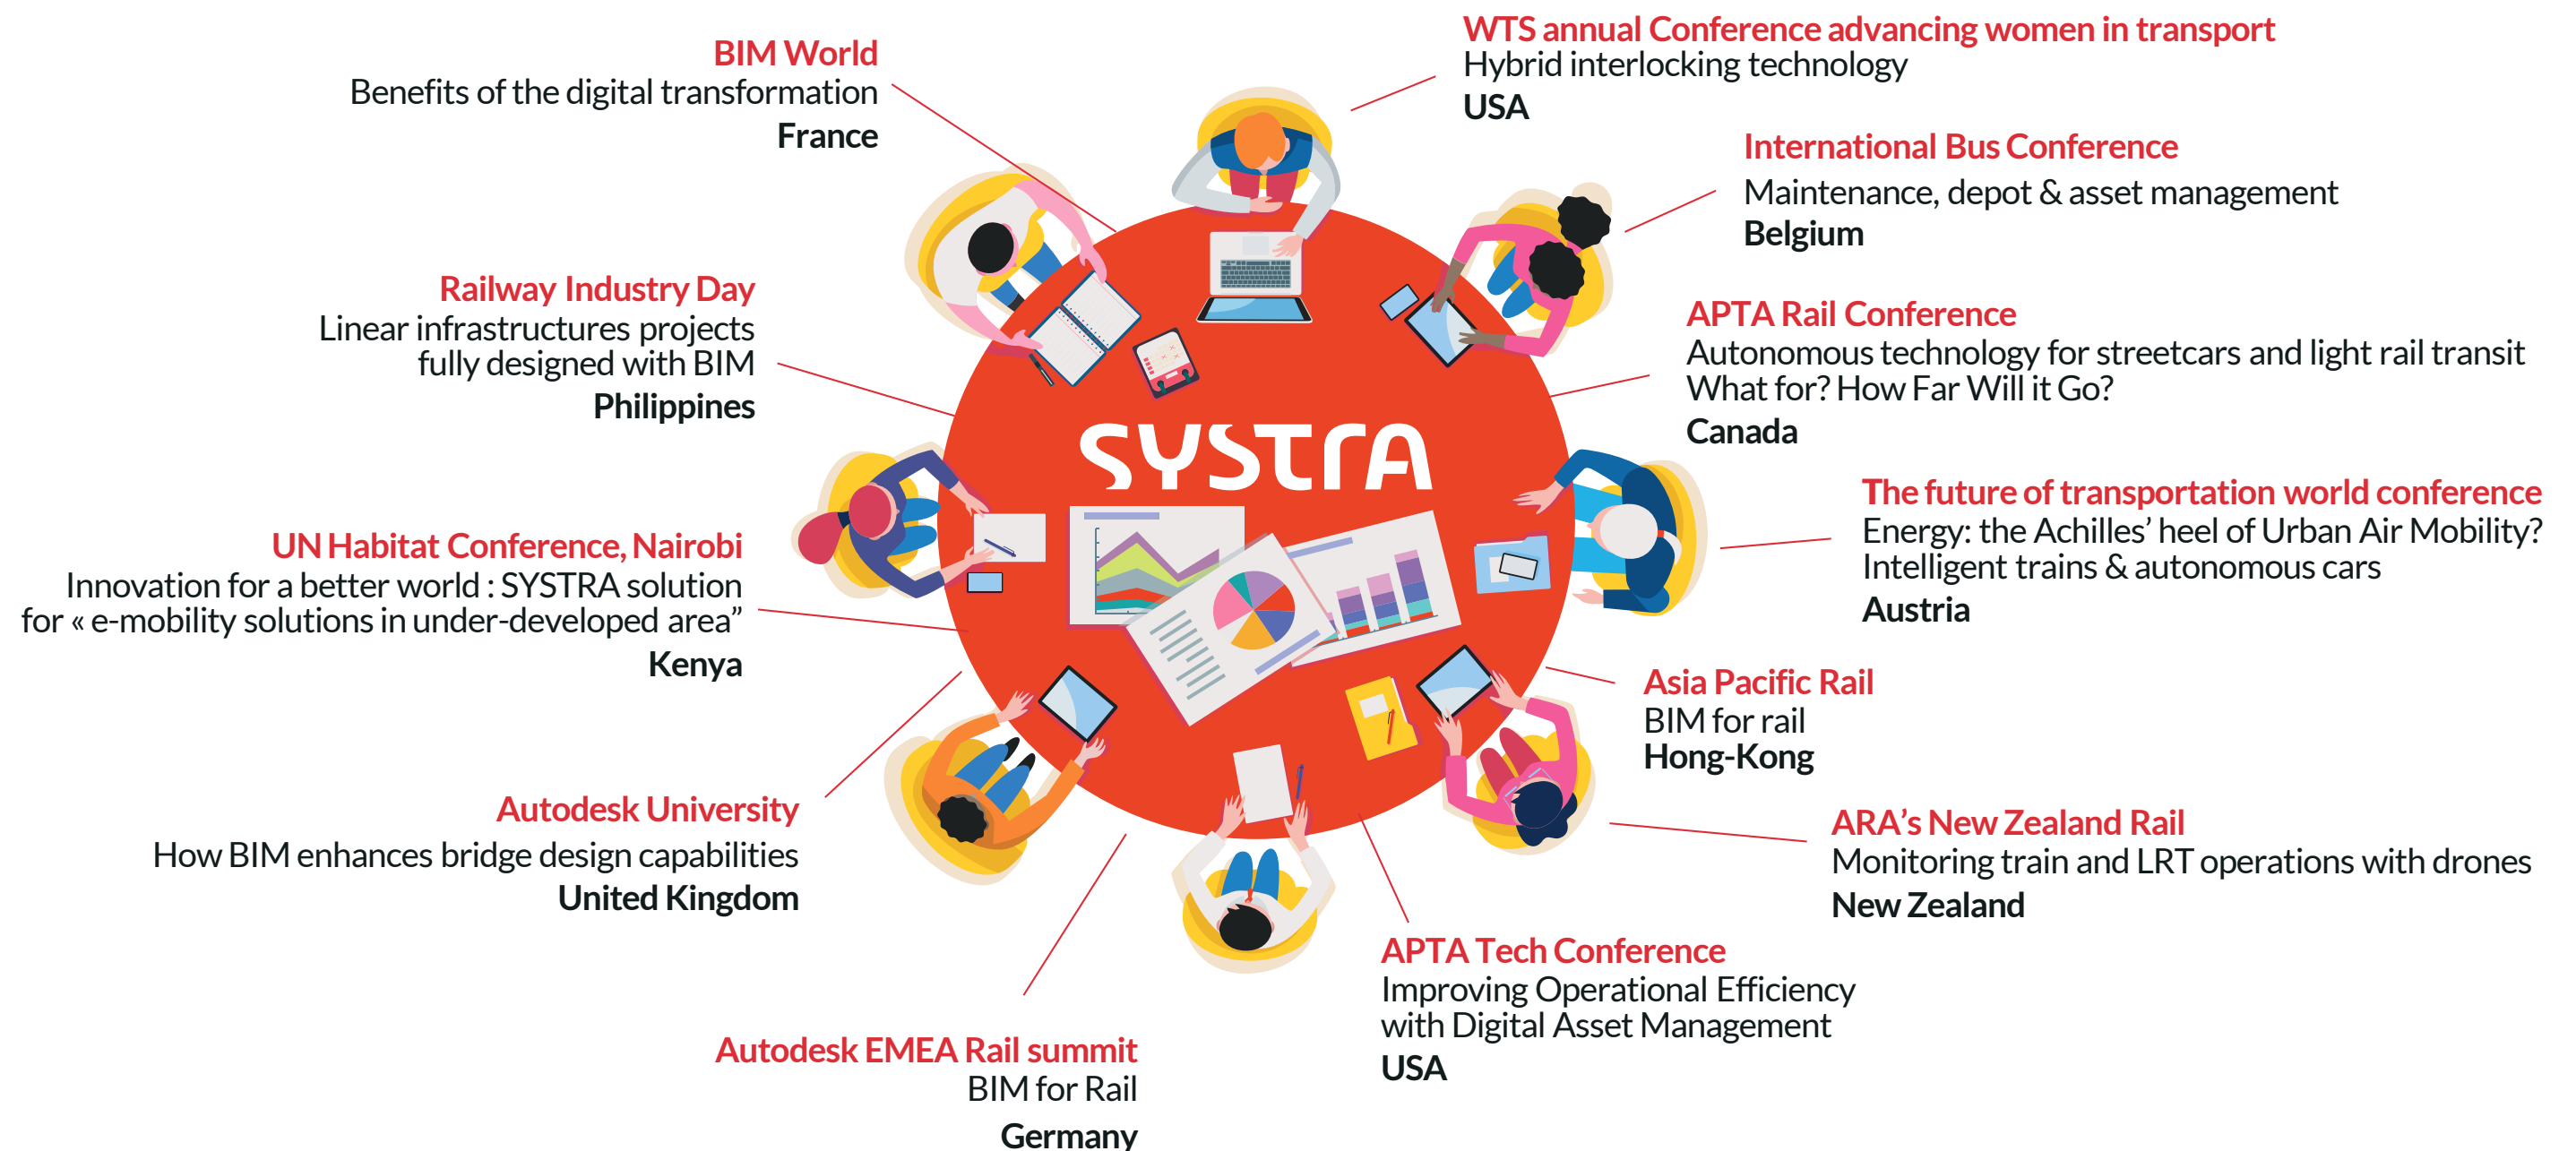 BIM World
Benefits of the digital transformation
France
Railway Industry Day
Linear infrastructures projects
fully designed with BIM
Philippines
UN Habitat Conference, Nairobi
Innovation for a better world : SYSTRA solution
for « e-mobility solutions in under-developed area”
Kenya
Autodesk University
How BIM enhances bridge design capabilities
United Kingdom
Autodesk EMEA Rail summit
BIM for Rail
Germany
SYSTRA
WTS annual Conference advancing women in transport
Hybrid interlocking technology
USA
International Bus Conference
Maintenance, depot & asset management
Belgium
APTA Rail Conference
Autonomous technology for streetcars and light rail transit
What for? How Far Will it Go?
Canada
The future of transportation world conference
Energy: the Achilles’ heel of Urban Air Mobility?
Intelligent trains & autonomous cars
Austria
Asia Pacific Rail
BIM for rail
Hong-Kong
ARA’s New Zealand Rail
Monitoring train and LRT operations with drones
New Zealand
APTA Tech Conference
Improving Operational Efficiency
with Digital Asset Management
USA